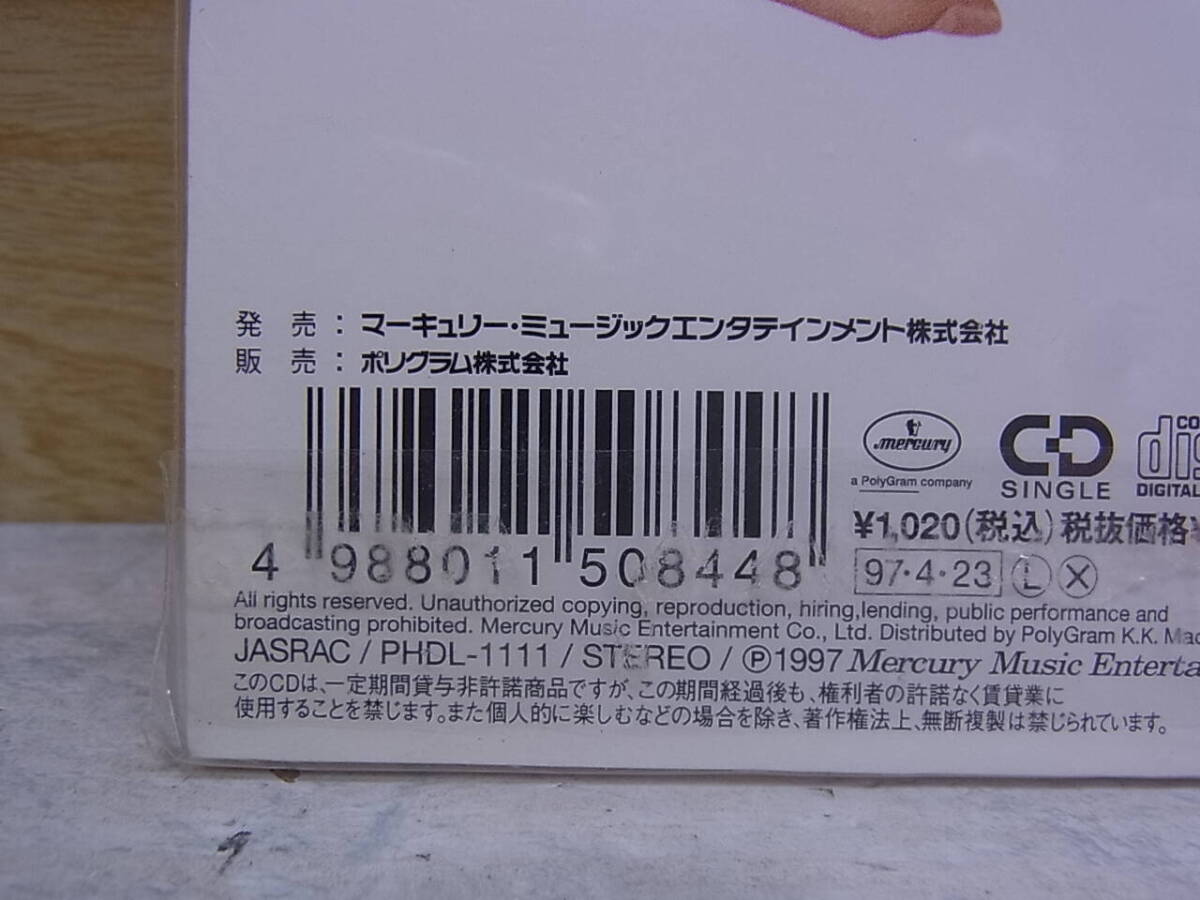 発　売 : マーキュリー・ミュージックエンタテインメント株式会社
販　売 : ポリグラム株式会社
mercury
a PolyGram company
CD
SINGLE
CO
dis
DIGITAL
4 988011 508448
¥1,020(税込) 税抜価格
97・4・23 L X
All rights reserved. Unauthorized copying, reproduction, hiring,lending, public performance and
broadcasting prohibited. Mercury Music Entertainment Co., Ltd. Distributed by PolyGram K.K. Mad
JASRAC / PHDL-1111 / STEREO / Ⓟ1997 Mercury Music Enterta
このCDは、一定期間貸与非許諾商品ですが、この期間経過後も、権利者の許諾なく賃貸業に
使用することを禁じます。また個人的に楽しむなどの場合を除き、著作権法上、無断複製は禁じられています。